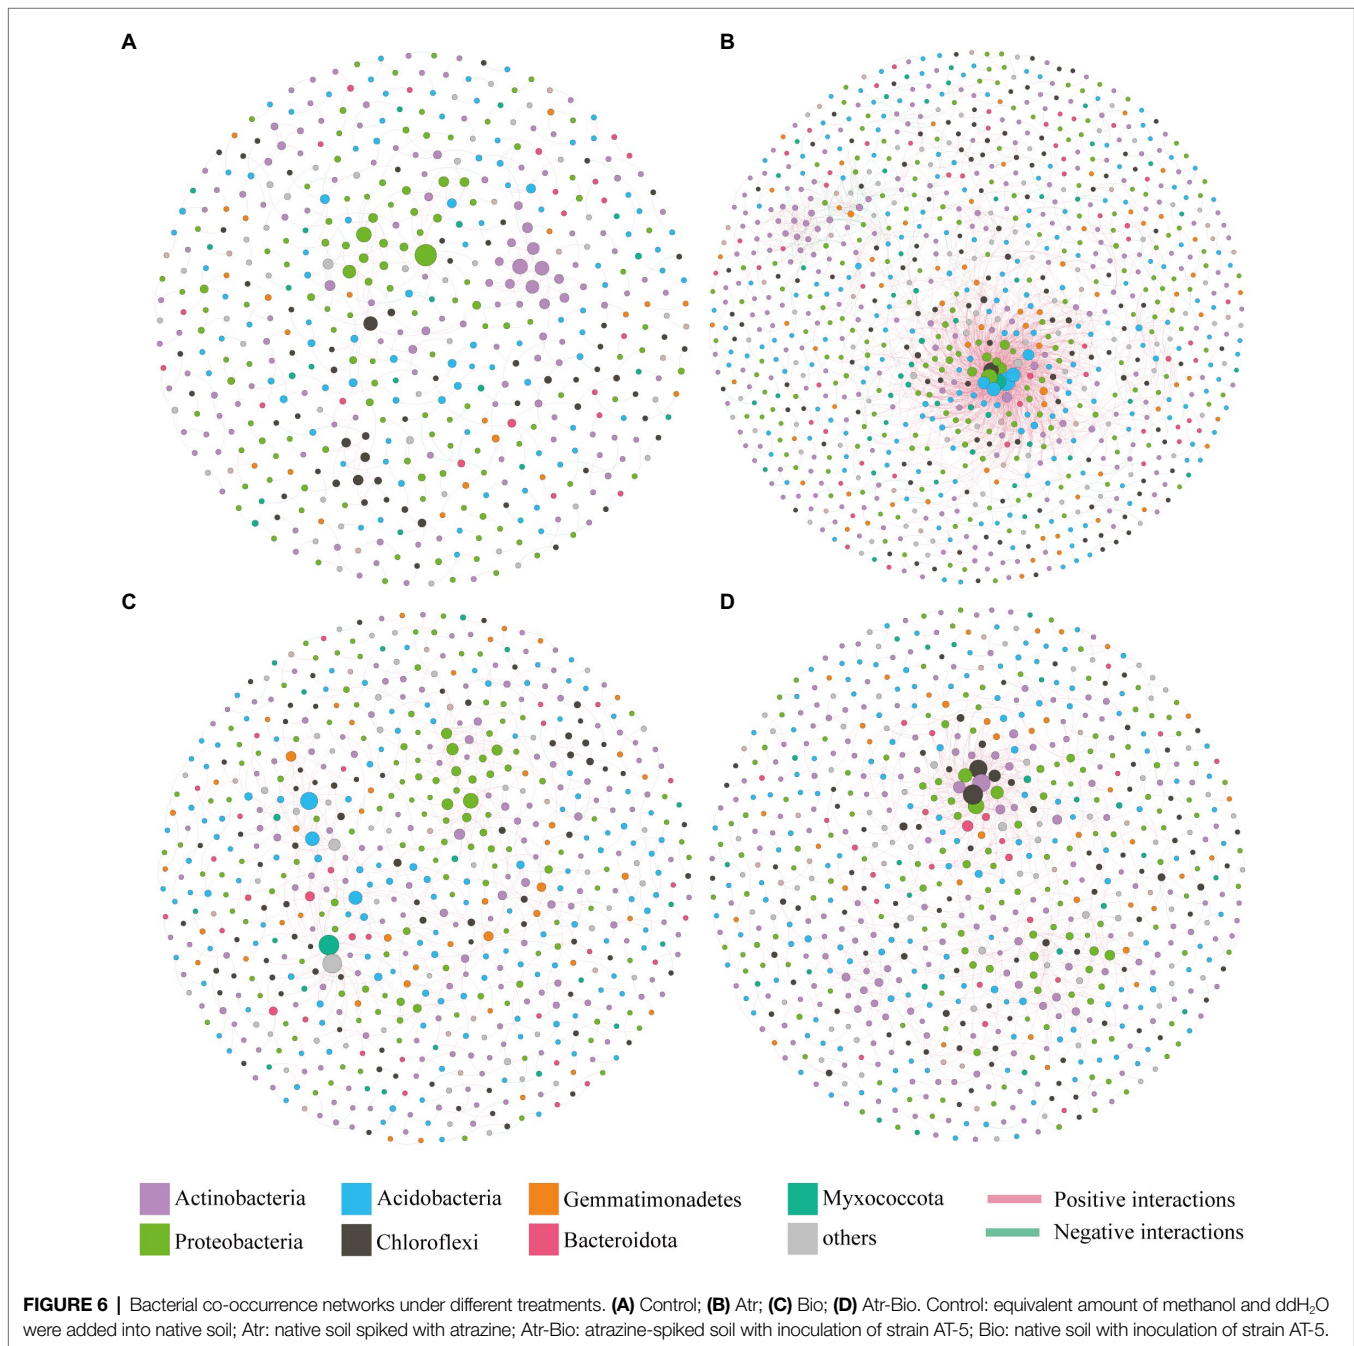 A
B
C
D
Actinobacteria
Acidobacteria
Gemmatimonadetes
Myxococcota
Positive interactions
Proteobacteria
Chloroflexi
Bacteroidota
others
Negative interactions
FIGURE 6 | Bacterial co-occurrence networks under different treatments. (A) Control; (B) Atr; (C) Bio; (D) Atr-Bio. Control: equivalent amount of methanol and ddH₂O
were added into native soil; Atr: native soil spiked with atrazine; Atr-Bio: atrazine-spiked soil with inoculation of strain AT-5; Bio: native soil with inoculation of strain AT-5.